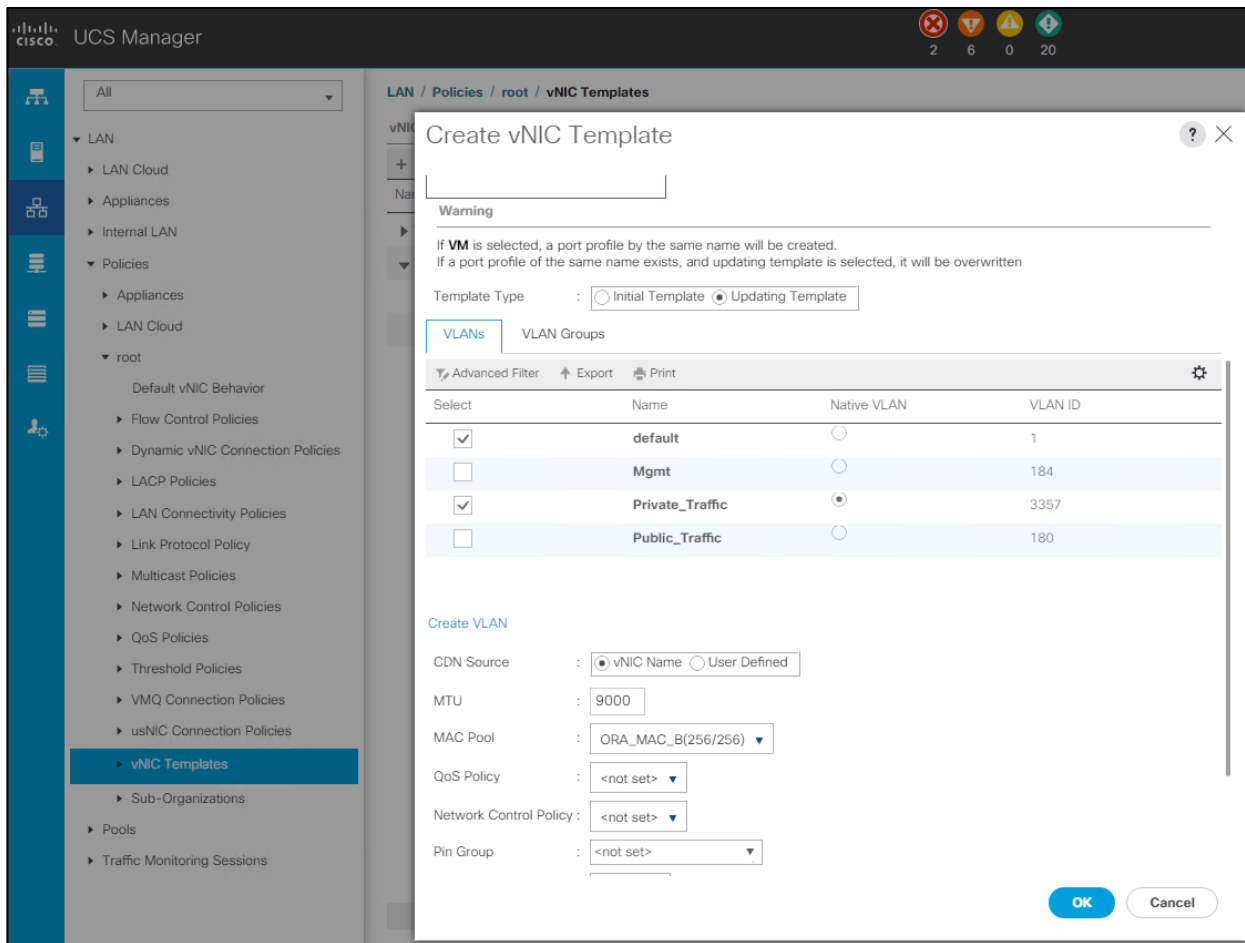 cisco UCS Manager
2 6 0 20
All
LAN
LAN Cloud
Appliances
Internal LAN
Policies
Appliances
LAN Cloud
root
Default vNIC Behavior
Flow Control Policies
Dynamic vNIC Connection Policies
LACP Policies
LAN Connectivity Policies
Link Protocol Policy
Multicast Policies
Network Control Policies
QoS Policies
Threshold Policies
VMQ Connection Policies
usNIC Connection Policies
vNIC Templates
Sub-Organizations
Pools
Traffic Monitoring Sessions
LAN / Policies / root / vNIC Templates
Create vNIC Template ?
Warning
If VM is selected, a port profile by the same name will be created.
If a port profile of the same name exists, and updating template is selected, it will be overwritten
Template Type : Initial Template Updating Template
VLANs VLAN Groups
Advanced Filter Export Print
Select Name Native VLAN VLAN ID
default 1
Mgmt 184
Private_Traffic 3357
Public_Traffic 180
Create VLAN
CDN Source : vNIC Name User Defined
MTU : 9000
MAC Pool : ORA_MAC_B(256/256)
QoS Policy : <not set>
Network Control Policy : <not set>
Pin Group : <not set>
OK Cancel